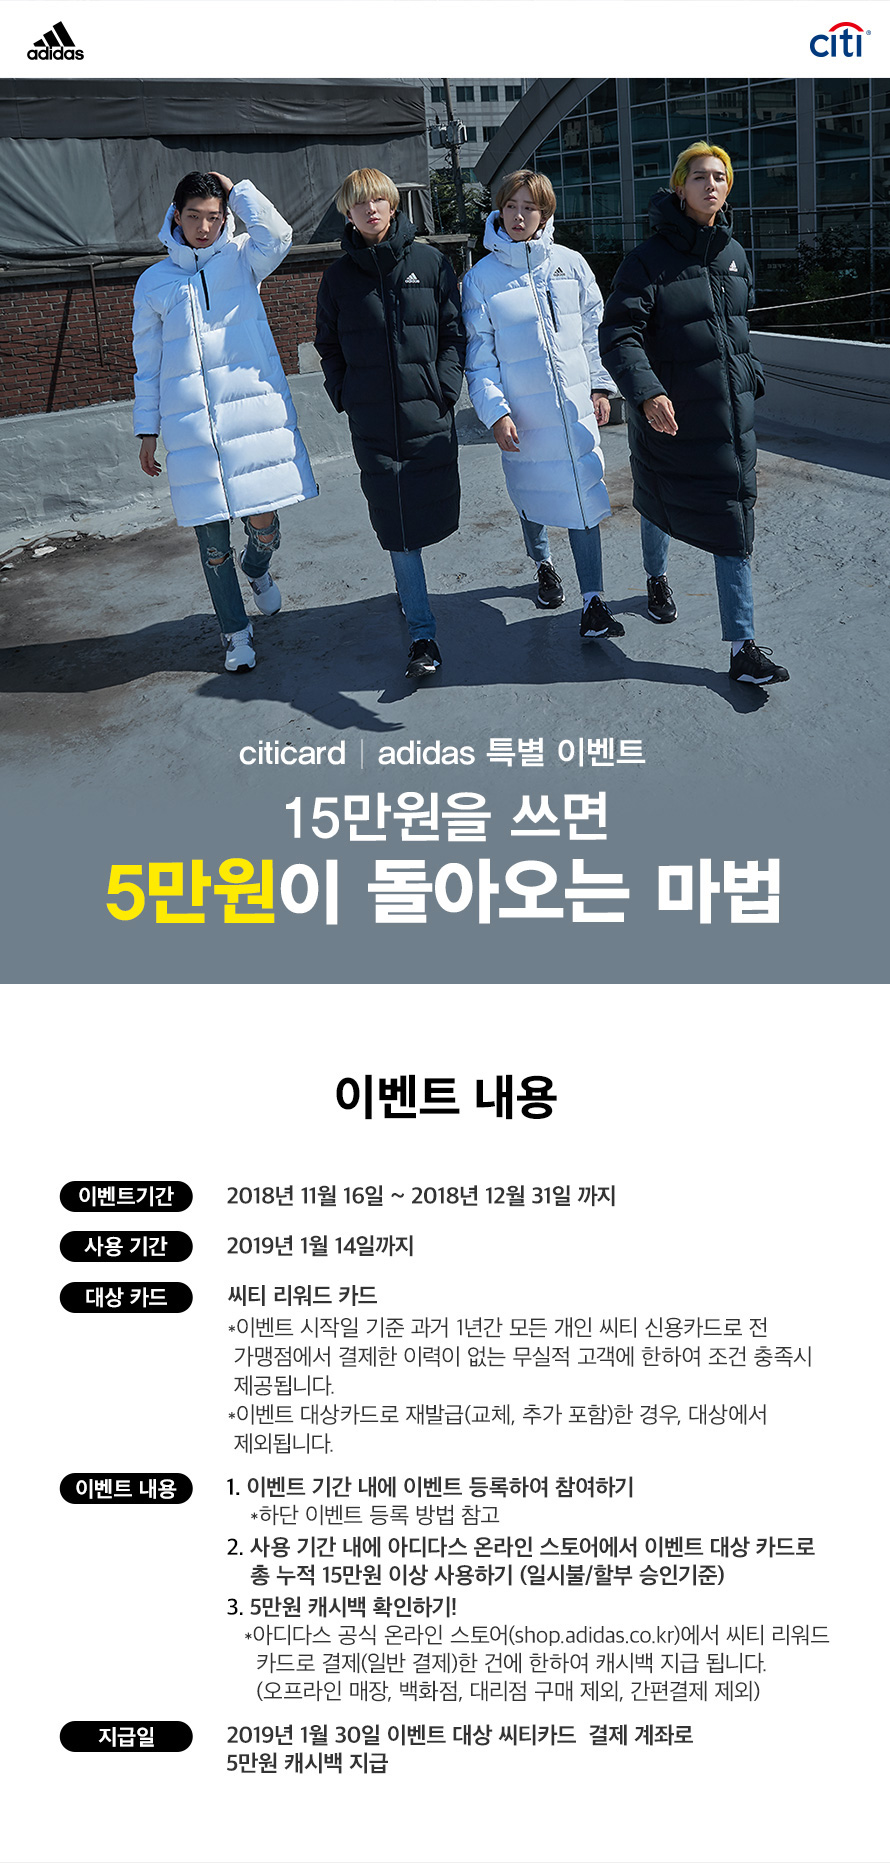 adidas
citi
citicard | adidas 특별 이벤트
15만원을 쓰면
5만원이 돌아오는 마법
이벤트 내용
이벤트기간 2018년 11월 16일 ~ 2018년 12월 31일 까지
사용 기간 2019년 1월 14일까지
대상 카드 씨티 리워드 카드
*이벤트 시작일 기준 과거 1년간 모든 개인 씨티 신용카드로 전
가맹점에서 결제한 이력이 없는 무실적 고객에 한하여 조건 충족시
제공됩니다.
*이벤트 대상카드로 재발급(교체, 추가 포함)한 경우, 대상에서
제외됩니다.
이벤트 내용 1. 이벤트 기간 내에 이벤트 등록하여 참여하기
*하단 이벤트 등록 방법 참고
2. 사용 기간 내에 아디다스 온라인 스토어에서 이벤트 대상 카드로
총 누적 15만원 이상 사용하기 (일시불/할부 승인기준)
3. 5만원 캐시백 확인하기!
*아디다스 공식 온라인 스토어(shop.adidas.co.kr)에서 씨티 리워드
카드로 결제(일반 결제)한 건에 한하여 캐시백 지급 됩니다.
(오프라인 매장, 백화점, 대리점 구매 제외, 간편결제 제외)
지급일 2019년 1월 30일 이벤트 대상 씨티카드 결제 계좌로
5만원 캐시백 지급